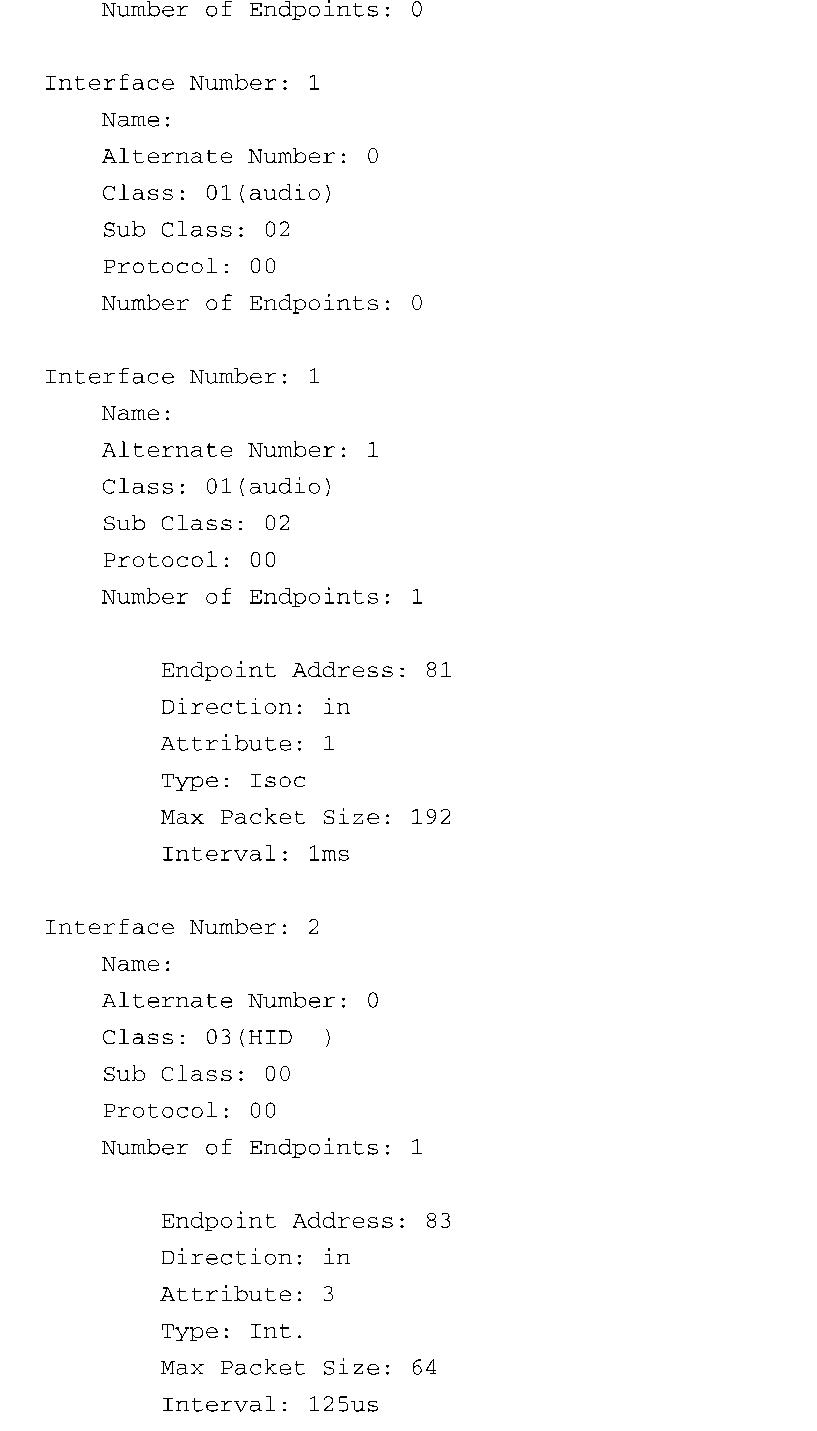 Number of Endpoints: 0
Interface Number: 1
Name:
Alternate Number: 0
Class: 01(audio)
Sub Class: 02
Protocol: 00
Number of Endpoints: 0
Interface Number: 1
Name:
Alternate Number: 1
Class: 01(audio)
Sub Class: 02
Protocol: 00
Number of Endpoints: 1
Endpoint Address: 81
Direction: in
Attribute: 1
Type: Isoc
Max Packet Size: 192
Interval: 1ms
Interface Number: 2
Name:
Alternate Number: 0
Class: 03(HID  )
Sub Class: 00
Protocol: 00
Number of Endpoints: 1
Endpoint Address: 83
Direction: in
Attribute: 3
Type: Int.
Max Packet Size: 64
Interval: 125us